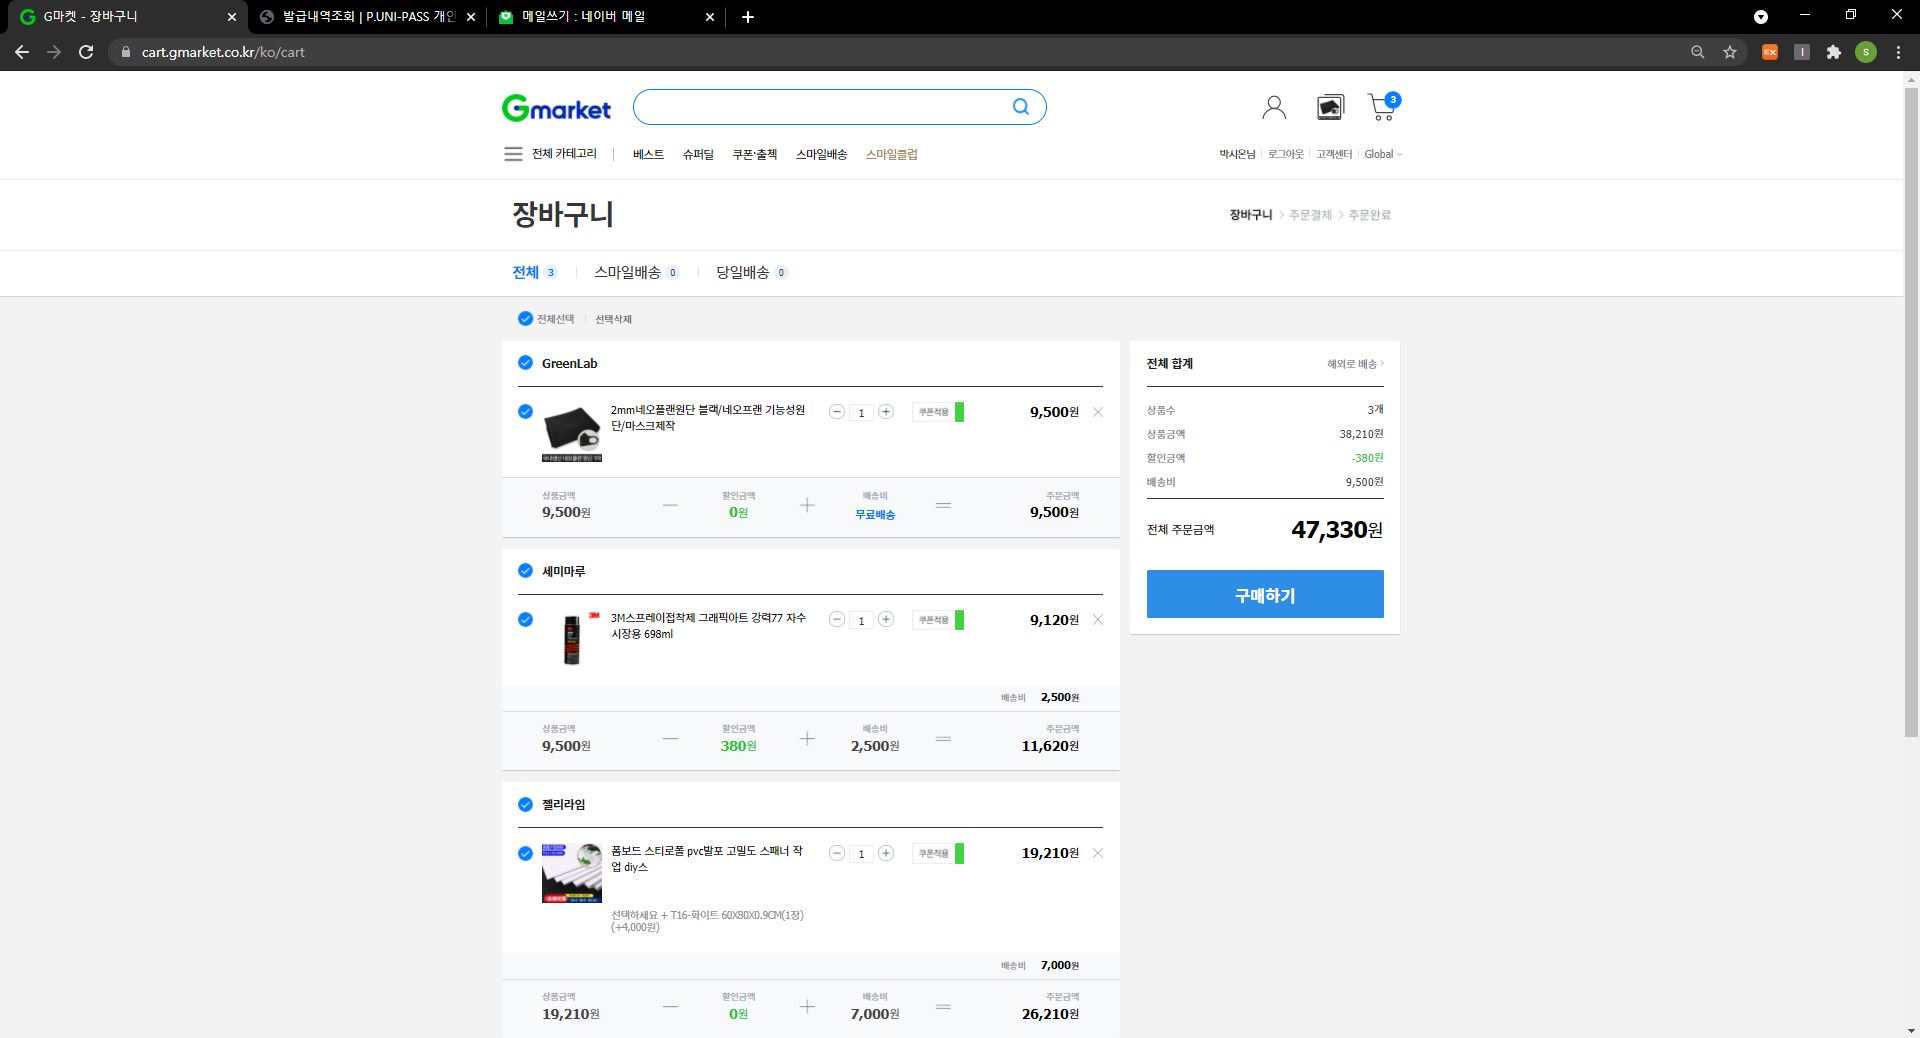 G마켓 - 장바구니
발급내역조회 | P.UNI-PASS 개인
메일쓰기 : 네이버 메일
cart.gmarket.co.kr/ko/cart
EX
I
S
Gmarket
3
전체 카테고리
베스트
슈퍼딜
쿠폰·출첵
스마일배송
스마일클럽
박시온님
로그아웃
고객센터
Global
장바구니
장바구니 > 주문결제 > 주문완료
전체 3
스마일배송 0
당일배송 0
전체선택
선택삭제
GreenLab
2mm네오플랜원단 블랙/네오프랜 기능성원
단/마스크제작
1
쿠폰적용
9,500원
상품금액
9,500원
할인금액
0원
배송비
무료배송
주문금액
9,500원
세미마루
3M
77
3M스프레이접착제 그래픽아트 강력77 자수
시장용 698ml
1
쿠폰적용
9,120원
배송비 2,500원
상품금액
9,500원
할인금액
380원
배송비
2,500원
주문금액
11,620원
젤리라임
폼보드 스티로폴 pvc발포 고밀도 스패너 작
업 diy스
1
쿠폰적용
19,210원
선택하세요 + T16-화이트 60X80X0.9CM(1장)
(+4,000원)
배송비 7,000원
상품금액
19,210원
할인금액
0원
배송비
7,000원
주문금액
26,210원
전체 합계
해외로 배송 >
상품수 3개
상품금액 38,210원
할인금액 -380원
배송비 9,500원
전체 주문금액 47,330원
구매하기